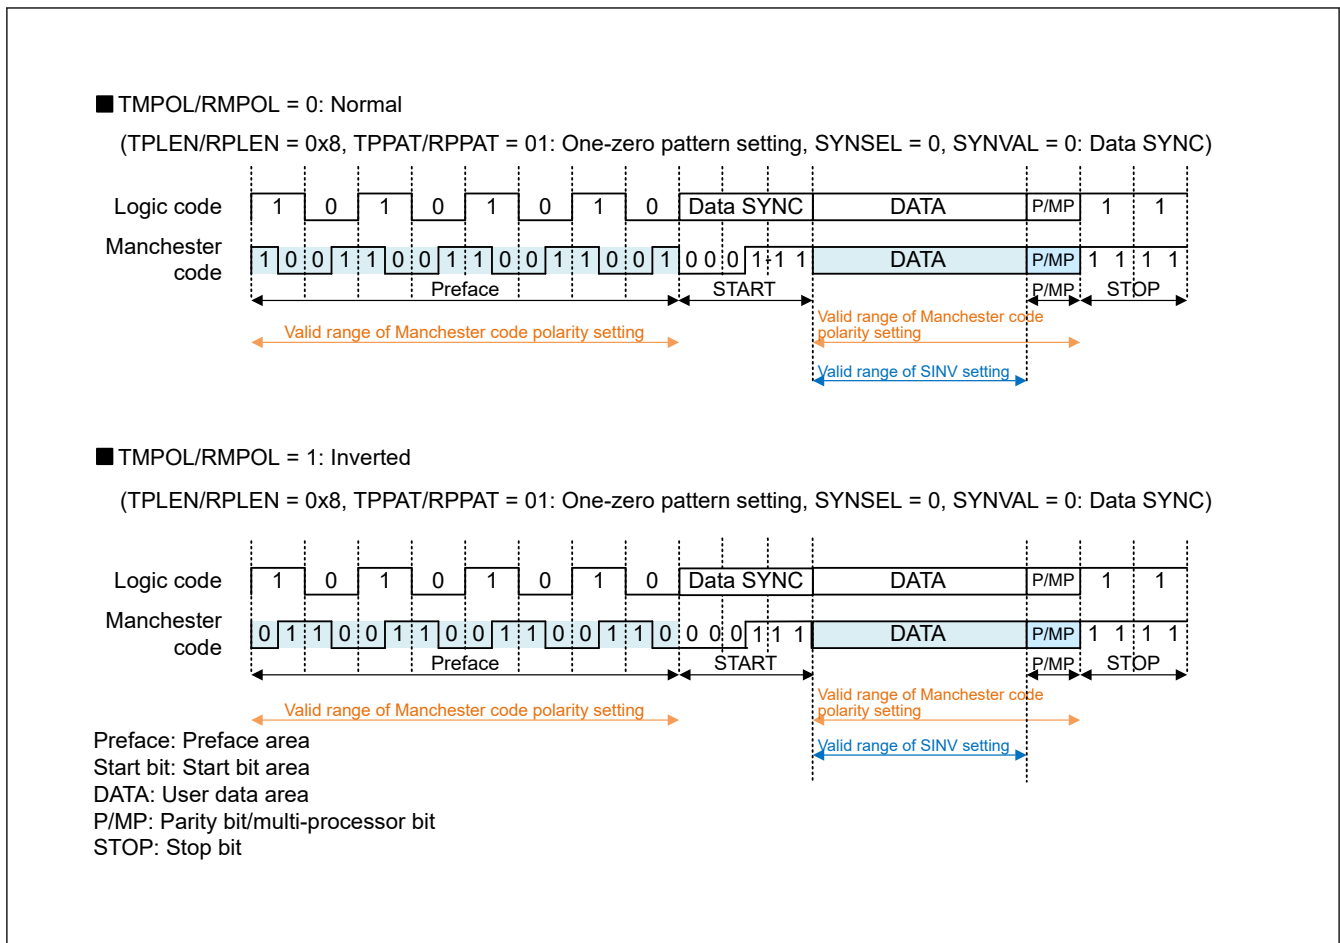 ■ TMPOL/RMPOL = 0: Normal
(TPLEN/RPLEN = 0x8, TPPAT/RPPAT = 01: One-zero pattern setting, SYNSEL = 0, SYNVAL = 0: Data SYNC)
Logic code 1 0 1 0 1 0 1 0 Data SYNC DATA P/MP 1 1
Manchester
code 1 0 0 1 1 0 0 1 1 0 0 1 1 0 0 1 0 0 0 1 1 1 DATA P/MP 1 1 1 1
Preface START P/MP STOP
Valid range of Manchester code polarity setting
Valid range of Manchester code
polarity setting
Valid range of SINV setting
■ TMPOL/RMPOL = 1: Inverted
(TPLEN/RPLEN = 0x8, TPPAT/RPPAT = 01: One-zero pattern setting, SYNSEL = 0, SYNVAL = 0: Data SYNC)
Logic code 1 0 1 0 1 0 1 0 Data SYNC DATA P/MP 1 1
Manchester
code 0 1 1 0 0 1 1 0 0 1 1 0 0 1 1 0 0 0 0 1 1 1 DATA P/MP 1 1 1 1
Preface START P/MP STOP
Valid range of Manchester code polarity setting
Valid range of Manchester code
polarity setting
Valid range of SINV setting
Preface: Preface area
Start bit: Start bit area
DATA: User data area
P/MP: Parity bit/multi-processor bit
STOP: Stop bit